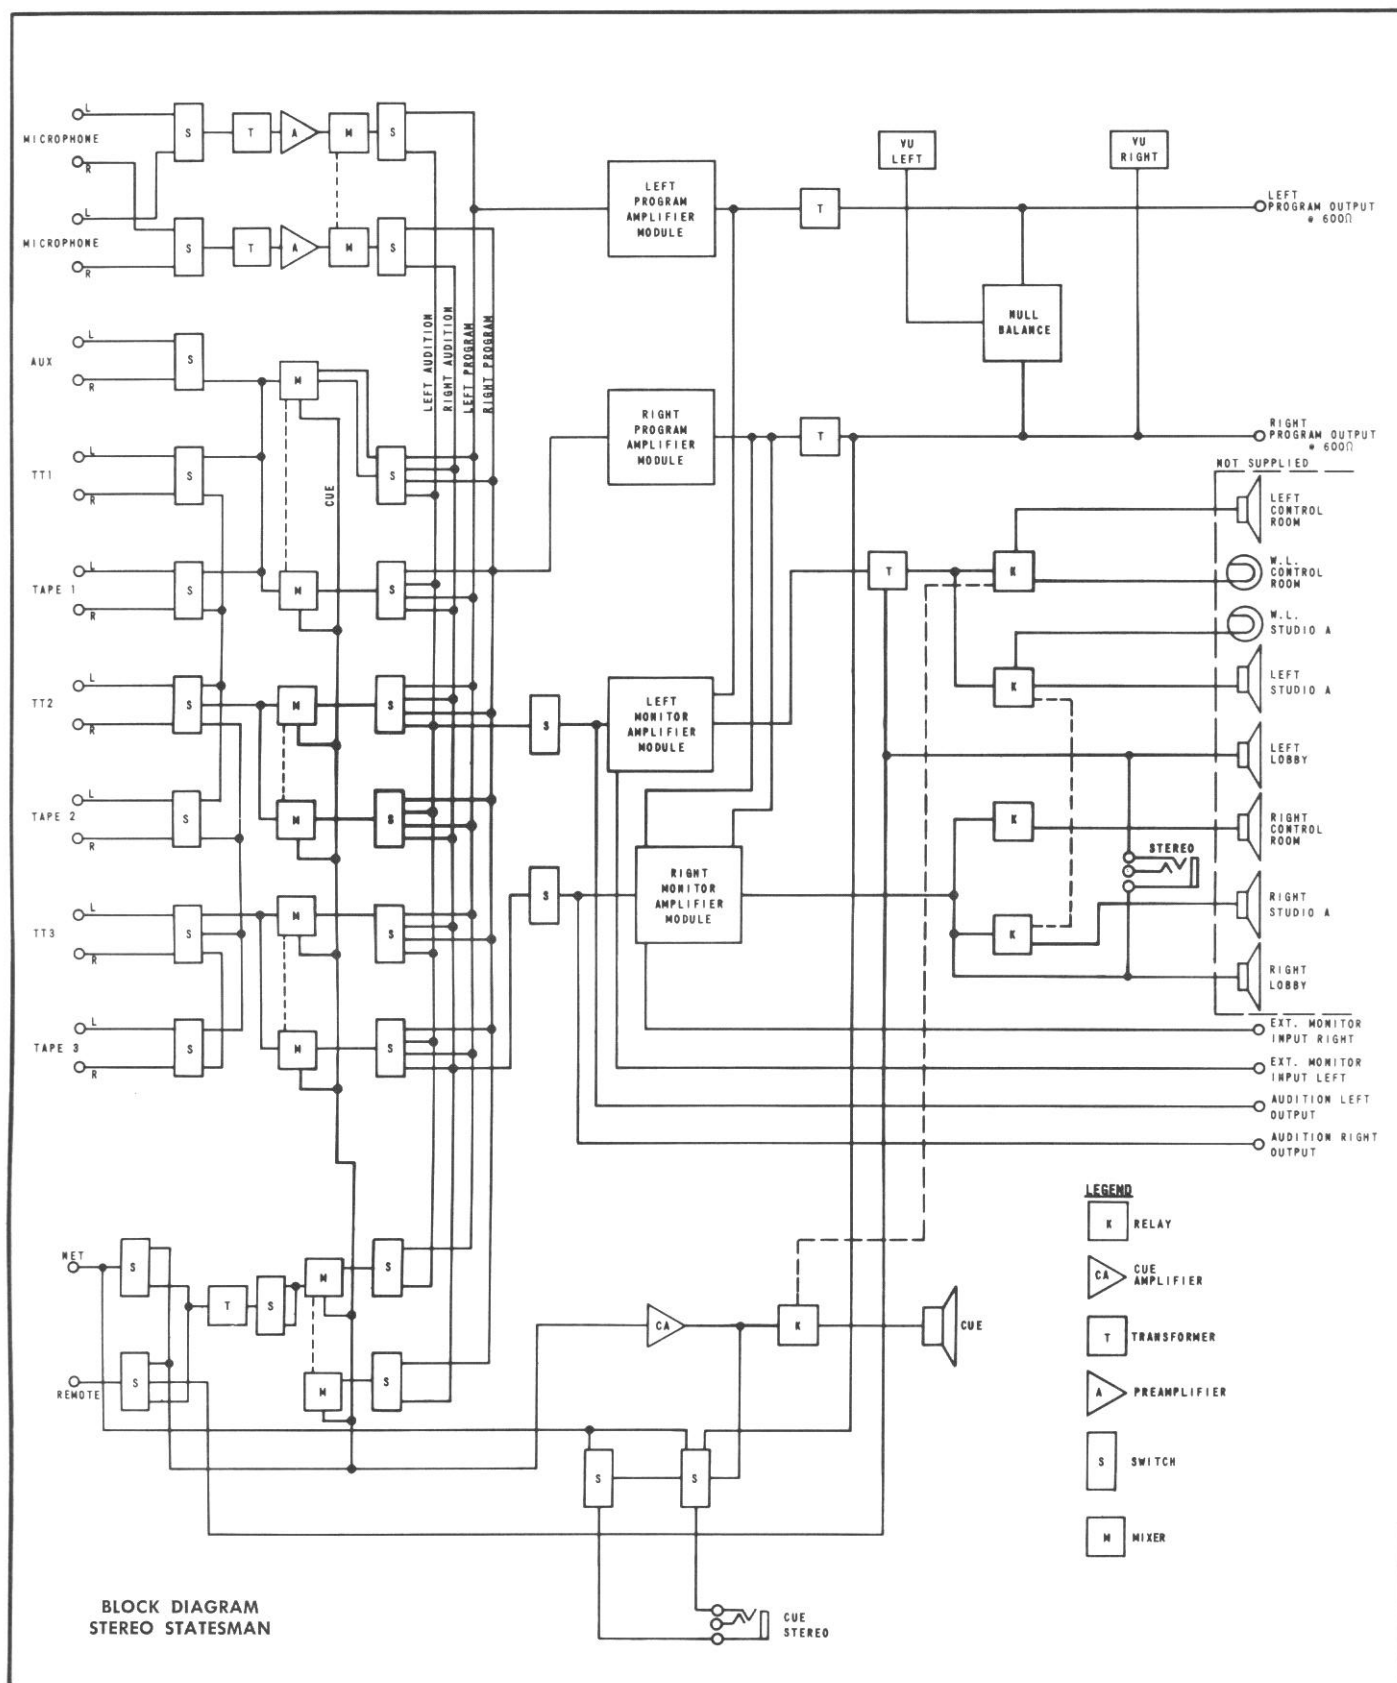 L
MICROPHONE
R
L
MICROPHONE
R
S
T
A
M
S
S
T
A
M
S
L
AUX
R
S
M
L
TT1
R
S
S
L
TAPE 1
R
S
M
S
L
TT2
R
S
M
S
L
TAPE 2
R
S
M
S
L
TT3
R
S
M
S
L
TAPE 3
R
S
M
S
CUE
LEFT AUDITION
RIGHT AUDITION
LEFT PROGRAM
RIGHT PROGRAM
NET
S
T
S
M
S
REMOTE
S
M
S
LEFT
PROGRAM
AMPLIFIER
MODULE
T
VU
LEFT
VU
RIGHT
NULL
BALANCE
LEFT
PROGRAM OUTPUT
@ 600Ω
RIGHT
PROGRAM
AMPLIFIER
MODULE
T
RIGHT
PROGRAM OUTPUT
@ 600Ω
NOT SUPPLIED
S
LEFT
MONITOR
AMPLIFIER
MODULE
S
RIGHT
MONITOR
AMPLIFIER
MODULE
T
K
K
K
K
STEREO
LEFT
CONTROL
ROOM
W.L.
CONTROL
ROOM
W.L.
STUDIO A
LEFT
STUDIO A
LEFT
LOBBY
RIGHT
CONTROL
ROOM
RIGHT
STUDIO A
RIGHT
LOBBY
EXT. MONITOR
INPUT RIGHT
EXT. MONITOR
INPUT LEFT
AUDITION LEFT
OUTPUT
AUDITION RIGHT
OUTPUT
CA
K
CUE
S
S
CUE
STEREO
LEGEND
K RELAY
CA CUE
AMPLIFIER
T TRANSFORMER
A PREAMPLIFIER
S SWITCH
M MIXER
BLOCK DIAGRAM
STEREO STATESMAN